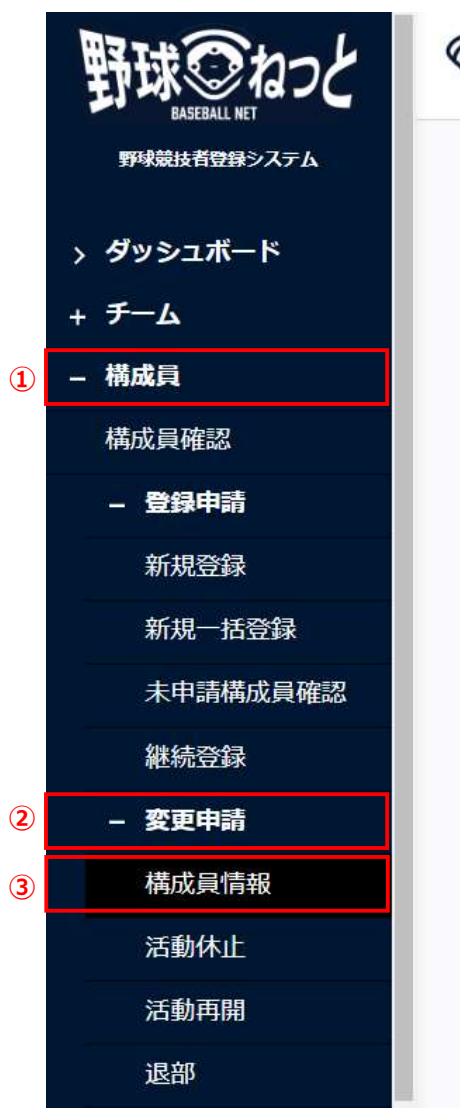 野球ねっと
BASEBALL NET
野球競技者登録システム
> ダッシュボード
+ チーム
① − 構成員
構成員確認
− 登録申請
新規登録
新規一括登録
未申請構成員確認
継続登録
② − 変更申請
③ 構成員情報
活動休止
活動再開
退部